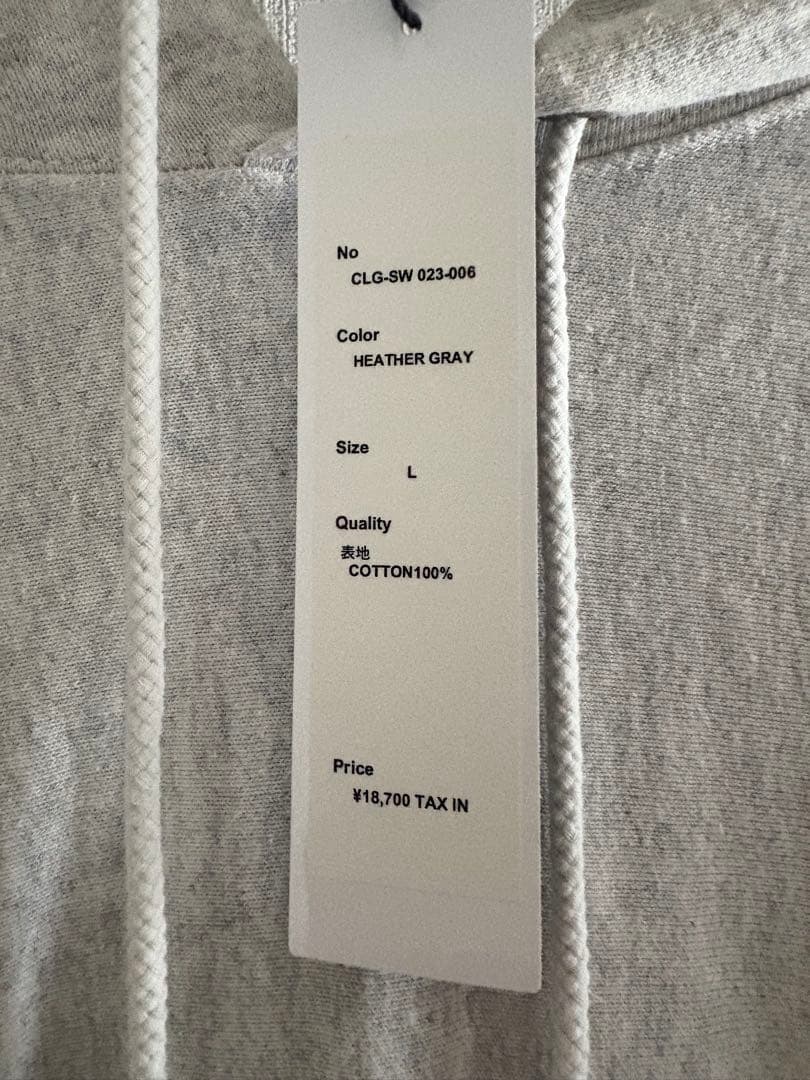 No
CLG-SW 023-006
Color
HEATHER GRAY
Size
L
Quality
表地
COTTON100%
Price
¥18,700 TAX IN